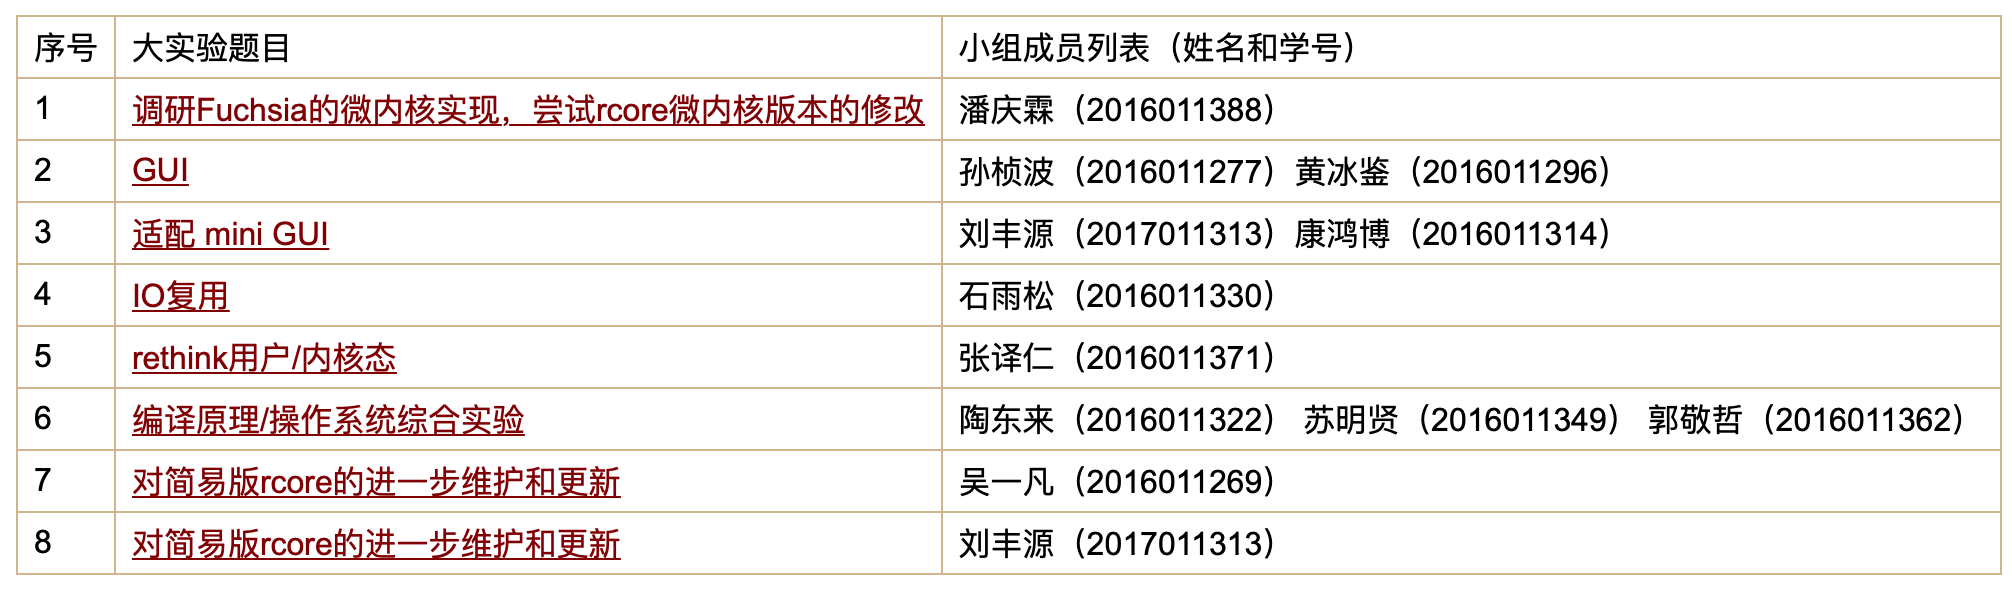 序号 大实验题目 小组成员列表（姓名和学号）
1 调研Fuchsia的微内核实现，尝试rcore微内核版本的修改 潘庆霖（2016011388）
2 GUI 孙桢波（2016011277）黄冰鉴（2016011296）
3 适配 mini GUI 刘丰源（2017011313）康鸿博（2016011314）
4 IO复用 石雨松（2016011330）
5 rethink用户/内核态 张译仁（2016011371）
6 编译原理/操作系统综合实验 陶东来（2016011322） 苏明贤（2016011349） 郭敬哲（2016011362）
7 对简易版rcore的进一步维护和更新 吴一凡（2016011269）
8 对简易版rcore的进一步维护和更新 刘丰源（2017011313）